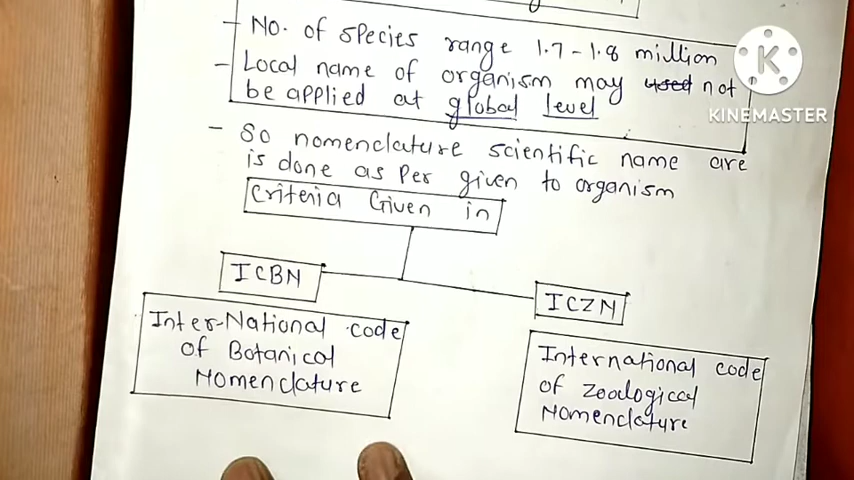 - No. of species range 1.7 - 1.8 million
- Local name of organism may used not
be applied at global level
- So nomenclature scientific name are
is done as per given to organism
Criteria Given in
ICBN
ICZN
Inter-National code
of Botanical
Nomenclature
International code
of Zoological
Nomenclature
K
KINEMASTER